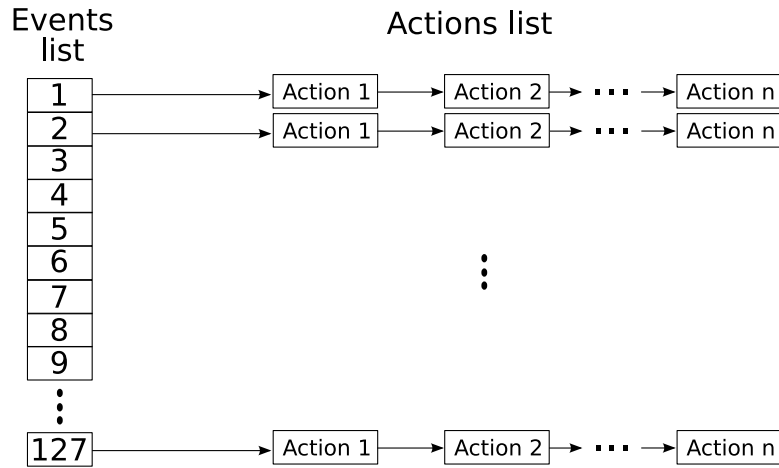 Events list
Actions list
1
Action 1
Action 2
...
Action n
2
Action 1
Action 2
...
Action n
3
4
5
6
7
8
9
127
Action 1
Action 2
...
Action n